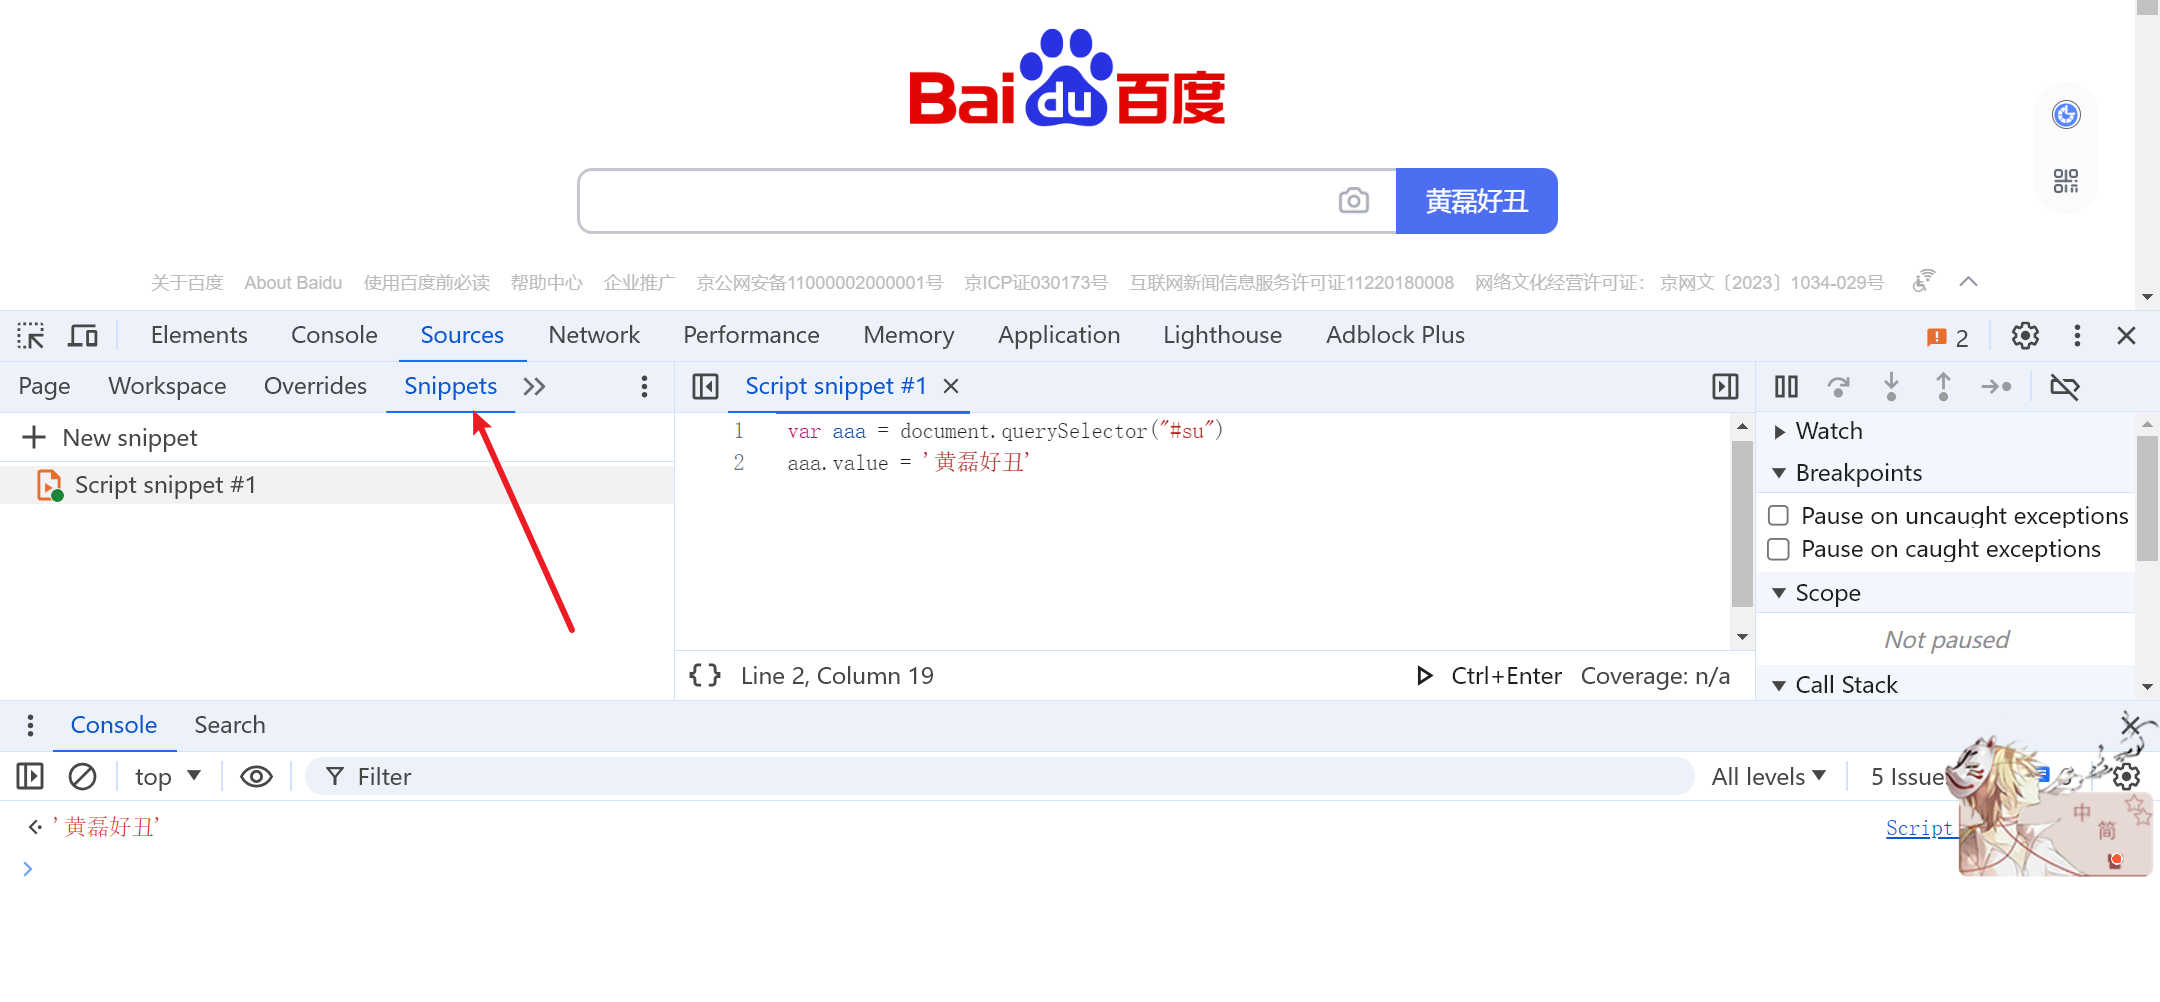 Bai du 百度
黄磊好丑
关于百度 About Baidu 使用百度前必读 帮助中心 企业推广 京公网安备11000002000001号 京ICP证030173号 互联网新闻信息服务许可证11220180008 网络文化经营许可证： 京网文〔2023〕1034-029号
Elements Console Sources Network Performance Memory Application Lighthouse Adblock Plus 2
Page Workspace Overrides Snippets
Script snippet #1
New snippet
Script snippet #1
1 var aaa = document.querySelector("#su")
2 aaa.value = '黄磊好丑'
Line 2, Column 19 Ctrl+Enter Coverage: n/a
Watch
Breakpoints
Pause on uncaught exceptions
Pause on caught exceptions
Scope
Not paused
Call Stack
Console Search
top Filter All levels 5 Issue
'黄磊好丑' Script
中
简